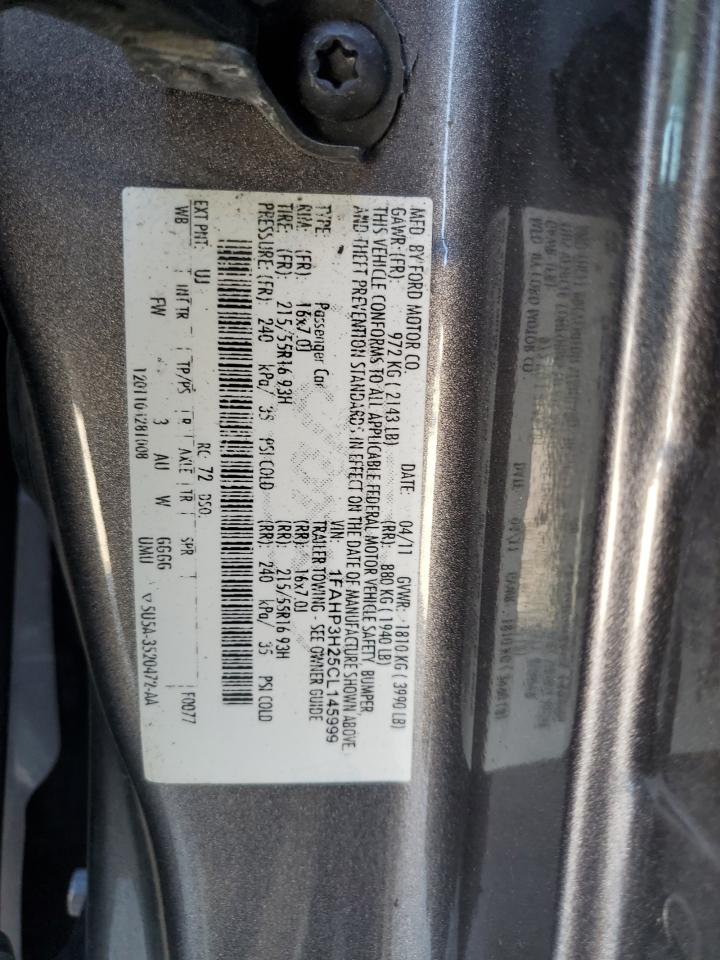 MFD. BY FORD MOTOR CO.
DATE: 04/11 GVWR: 1810 KG ( 3990 LB)
GAWR: (FR): 972 KG ( 2143 LB) (RR): 880 KG ( 1940 LB)
THIS VEHICLE CONFORMS TO ALL APPLICABLE FEDERAL MOTOR VEHICLE SAFETY, BUMPER,
AND THEFT PREVENTION STANDARDS IN EFFECT ON THE DATE OF MANUFACTURE SHOWN ABOVE.
VIN: 1FAHP3H25CL145999
TYPE: Passenger Car TRAILER TOWING - SEE OWNER GUIDE
RIM: (FR): 16x7.0J (RR): 16x7.0J
TIRE: (FR): 215/55R16 93H (RR): 215/55R16 93H
PRESSURE: (FR): 240 kPa/ 35 PSI COLD (RR): 240 kPa/ 35 PSI COLD
F0077
EXT PNT: UJ RC: 72 DSO:
WB INT TR TP/PS R AXLE TR SPR
FW 3 AU W GGGG
UMU
▽ 5U5A-3520472-AA